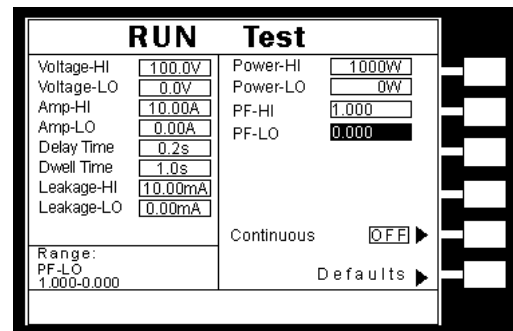 RUN Test
Voltage-HI 100.0V
Voltage-LO 0.0V
Amp-HI 10.00A
Amp-LO 0.00A
Delay Time 0.2s
Dwell Time 1.0s
Leakage-HI 10.00mA
Leakage-LO 0.00mA
Power-HI 1000W
Power-LO 0W
PF-HI 1.000
PF-LO 0.000
Continuous OFF
Defaults
Range:
PF-LO
1.000-0.000